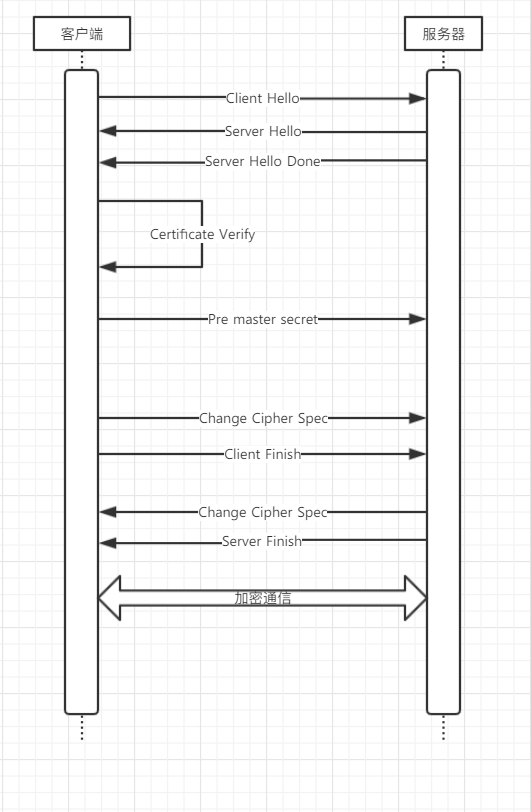 客户端
服务器
Client Hello
Server Hello
Server Hello Done
Certificate Verify
Pre master secret
Change Cipher Spec
Client Finish
Change Cipher Spec
Server Finish
加密通信